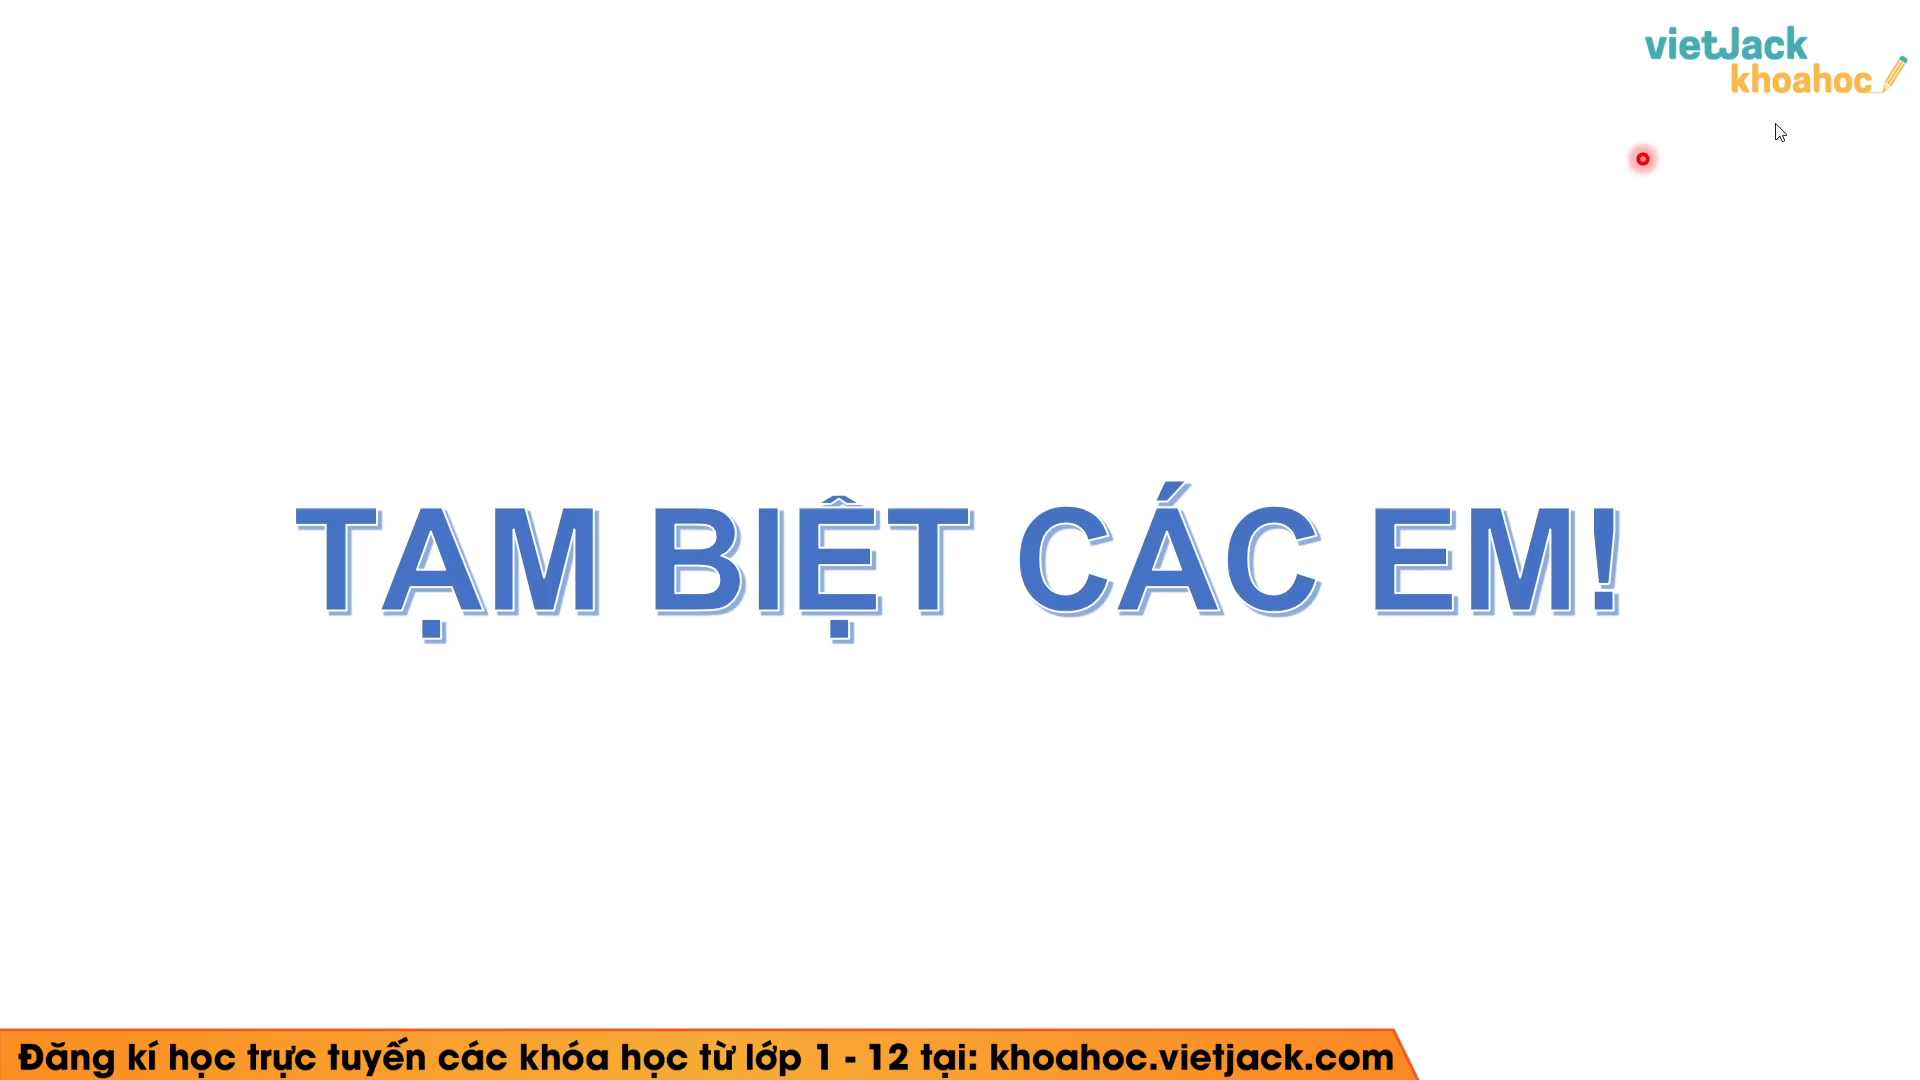 vietJack
khoahoc
TẠM BIỆT CÁC EM!
Đăng kí học trực tuyến các khóa học từ lớp 1 - 12 tại: khoahoc.vietjack.com